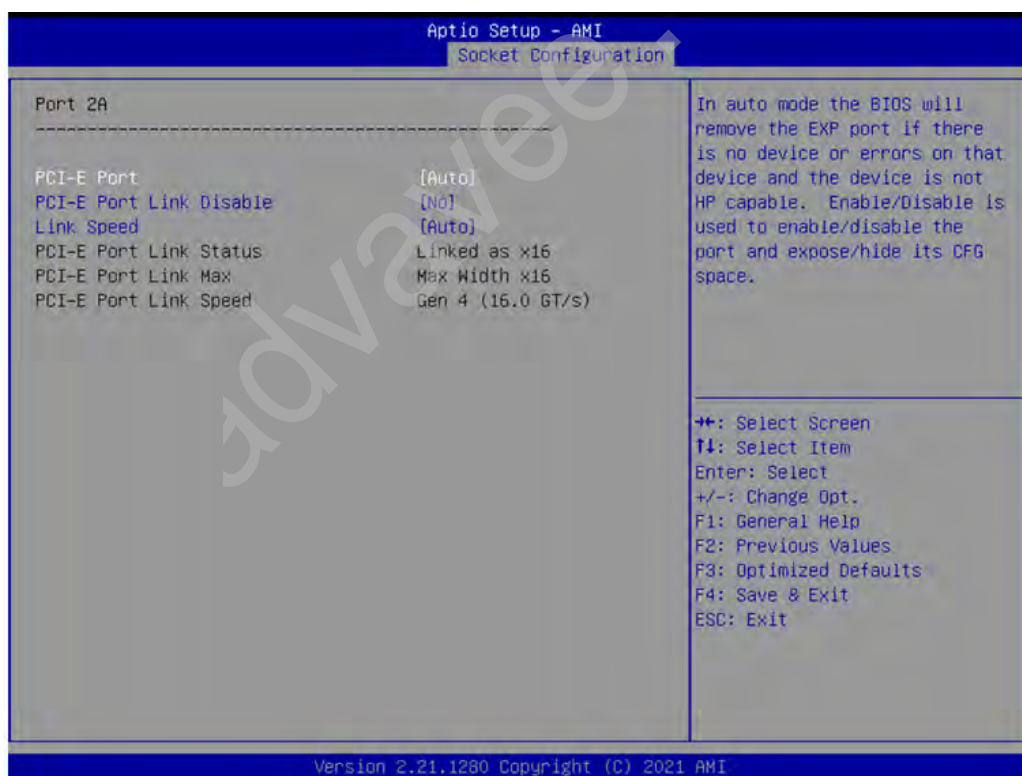 Aptio Setup - AMI
Socket Configuration
Port 2A
--------------------------------------------------
PCI-E Port [Auto]
PCI-E Port Link Disable [No]
Link Speed [Auto]
PCI-E Port Link Status Linked as x16
PCI-E Port Link Max Max Width x16
PCI-E Port Link Speed Gen 4 (16.0 GT/s)
In auto mode the BIOS will
remove the EXP port if there
is no device or errors on that
device and the device is not
HP capable. Enable/Disable is
used to enable/disable the
port and expose/hide its CFG
space.
→←: Select Screen
↑↓: Select Item
Enter: Select
+/-: Change Opt.
F1: General Help
F2: Previous Values
F3: Optimized Defaults
F4: Save & Exit
ESC: Exit
Version 2.21.1280 Copyright (C) 2021 AMI